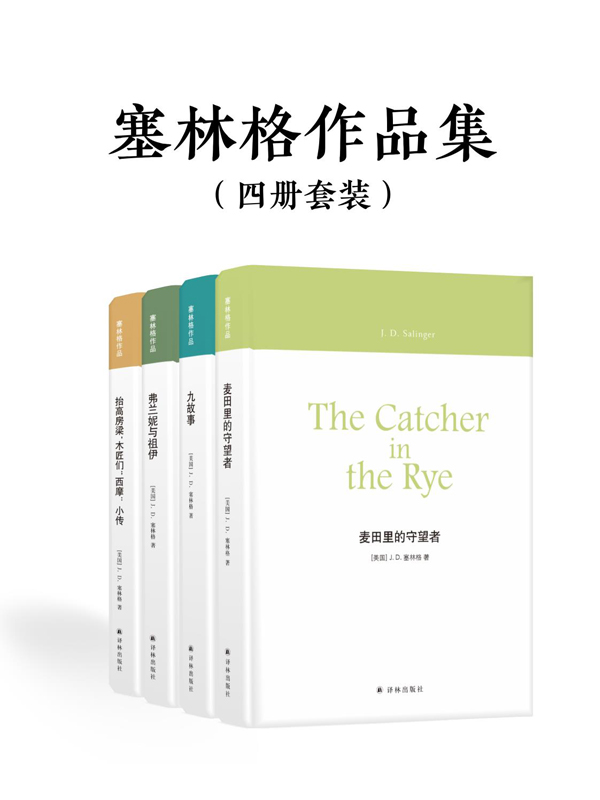 塞林格作品集
（四册套装）
塞林格作品
抬高房梁，木匠们；西摩：小传
[美国] J. D. 塞林格 著
译林出版社
塞林格作品
弗兰妮与祖伊
[美国] J. D. 塞林格 著
译林出版社
塞林格作品
九故事
[美国] J. D. 塞林格 著
译林出版社
塞林格作品
麦田里的守望者
[美国] J. D. 塞林格 著
译林出版社
J. D. Salinger
The Catcher
in
the Rye
麦田里的守望者
[美国] J. D. 塞林格 著
译林出版社